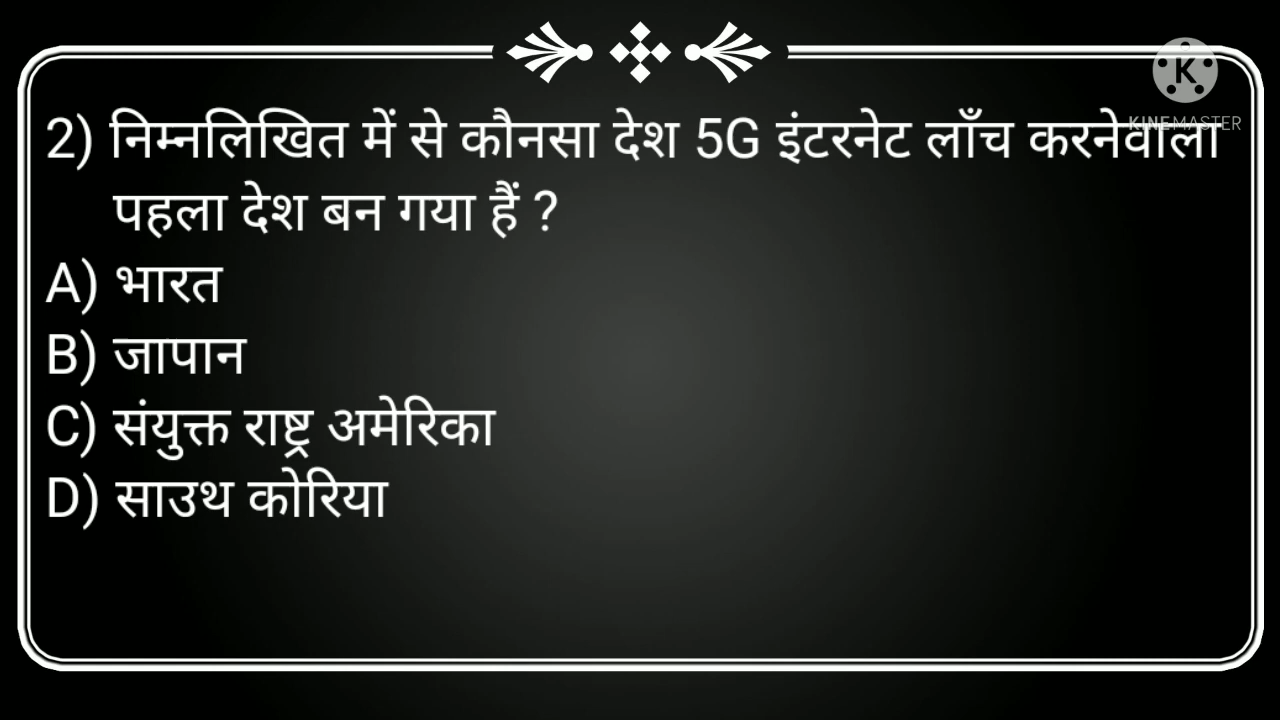 2) निम्नलिखित में से कौनसा देश 5G इंटरनेट लाँच करनेवाला
पहला देश बन गया हैं ?
A) भारत
B) जापान
C) संयुक्त राष्ट्र अमेरिका
D) साउथ कोरिया
K
KINEMASTER